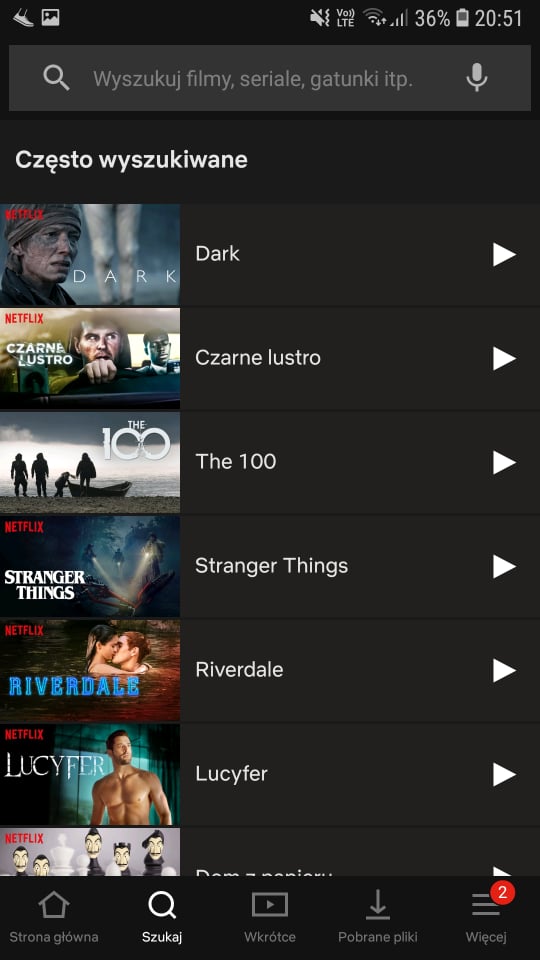 Vo))
LTE
36%
20:51
Wyszukuj filmy, seriale, gatunki itp.
Często wyszukiwane
NETFLIX
DARK
Dark
NETFLIX
CZARNE
LUSTRO
Czarne lustro
THE
100
The 100
NETFLIX
STRANGER
THINGS
Stranger Things
NETFLIX
RIVERDALE
Riverdale
NETFLIX
LUCYFER
Lucyfer
NETFLIX
Dom z papieru
2
Strona główna
Szukaj
Wkrótce
Pobrane pliki
Więcej